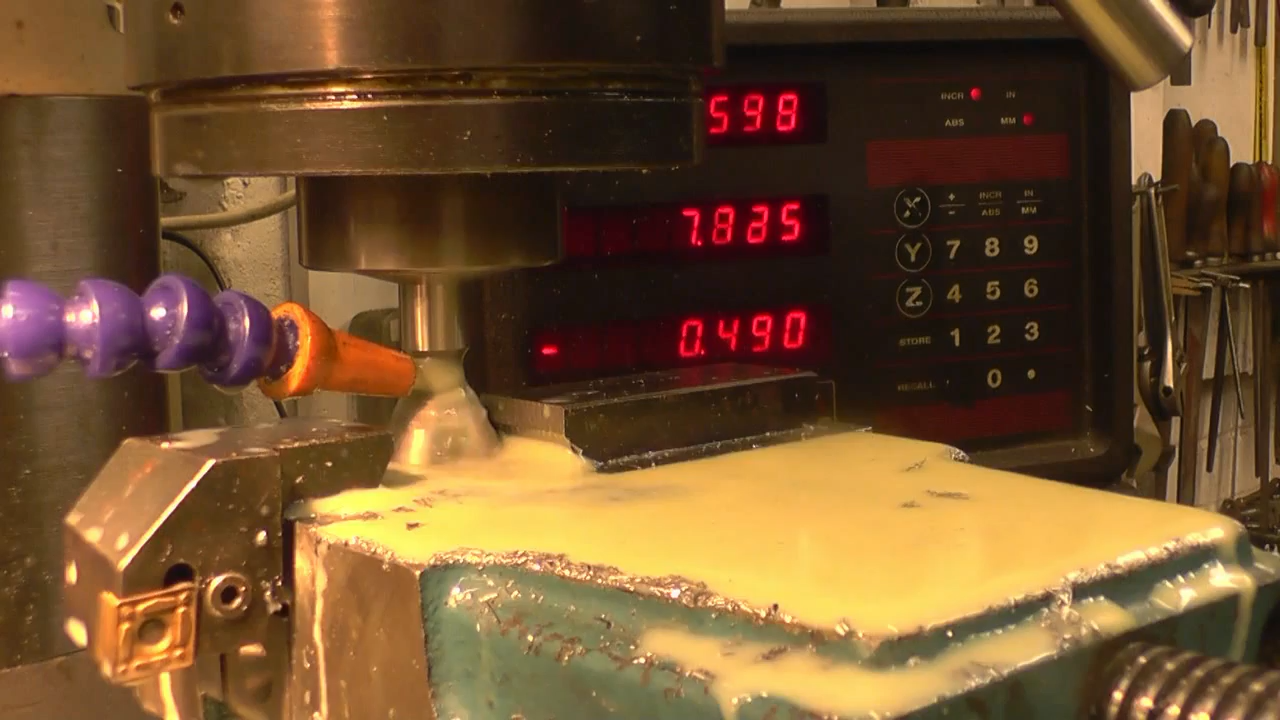 598
INCR IN
ABS MM
7.835
X + - INCR ABS IN MM
Y 7 8 9
Z 4 5 6
- 0.490
STORE 1 2 3
RECALL 0 .